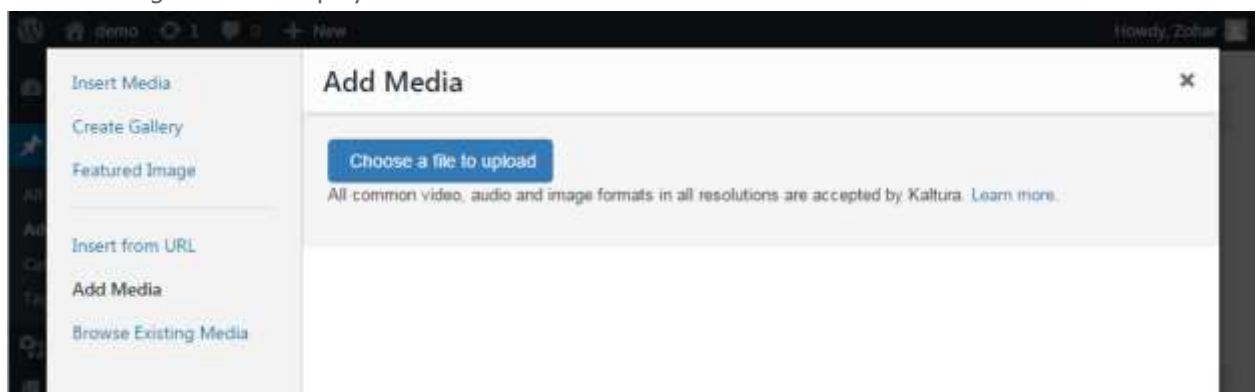 demo 1 0 New Howdy, Zohar
Insert Media
Add Media
Create Gallery
Choose a file to upload
Featured Image
All common video, audio and image formats in all resolutions are accepted by Kaltura. Learn more.
Insert from URL
Add Media
Browse Existing Media